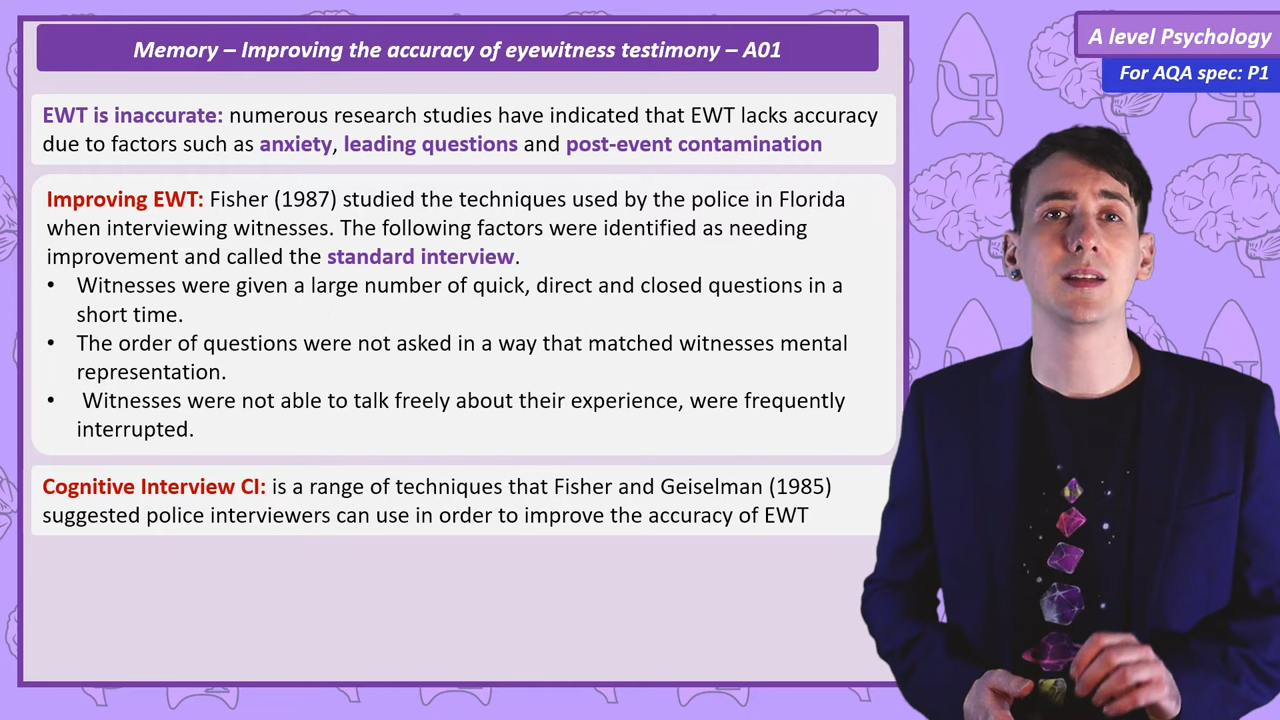 Memory – Improving the accuracy of eyewitness testimony – A01
A level Psychology
For AQA spec: P1
EWT is inaccurate: numerous research studies have indicated that EWT lacks accuracy
due to factors such as anxiety, leading questions and post-event contamination
Improving EWT: Fisher (1987) studied the techniques used by the police in Florida
when interviewing witnesses. The following factors were identified as needing
improvement and called the standard interview.
• Witnesses were given a large number of quick, direct and closed questions in a
short time.
• The order of questions were not asked in a way that matched witnesses mental
representation.
• Witnesses were not able to talk freely about their experience, were frequently
interrupted.
Cognitive Interview CI: is a range of techniques that Fisher and Geiselman (1985)
suggested police interviewers can use in order to improve the accuracy of EWT